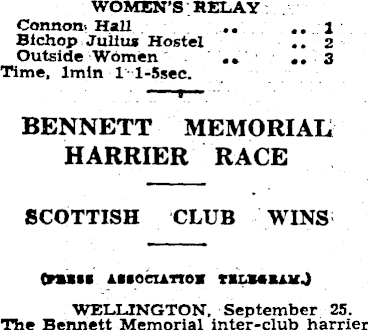 WOMEN'S RELAY
Connon Hall .. .. 1
Bishop Julius Hostel .. 2
Outside Women .. .. 3
Time, 1min 1 1-5sec.
BENNETT MEMORIAL
HARRIER RACE
SCOTTISH CLUB WINS
(PRESS ASSOCIATION TELEGRAM.)
WELLINGTON, September 25.
The Bennett Memorial inter-club harrier